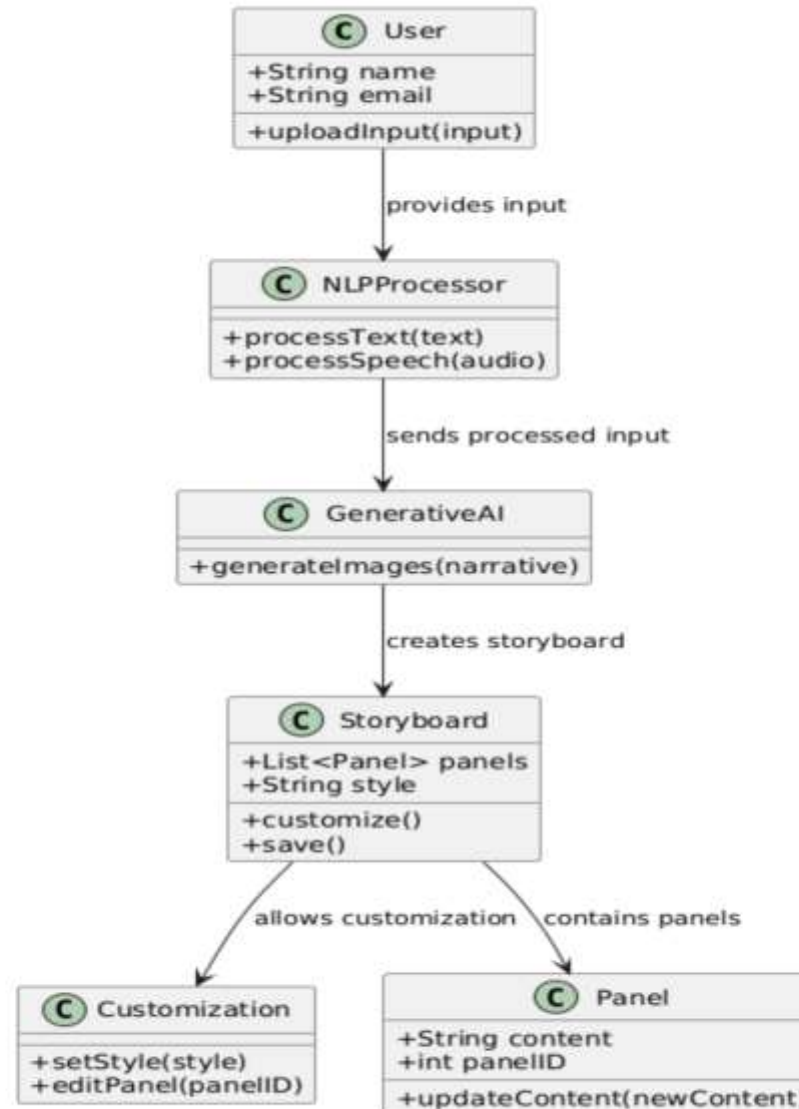 C User
+String name
+String email
+uploadInput(input)
provides input
C NLPProcessor
+processText(text)
+processSpeech(audio)
sends processed input
C GenerativeAI
+generateImages(narrative)
creates storyboard
C Storyboard
+List<Panel> panels
+String style
+customize()
+save()
allows customization
contains panels
C Customization
+setStyle(style)
+editPanel(panelID)
C Panel
+String content
+int panelID
+updateContent(newContent